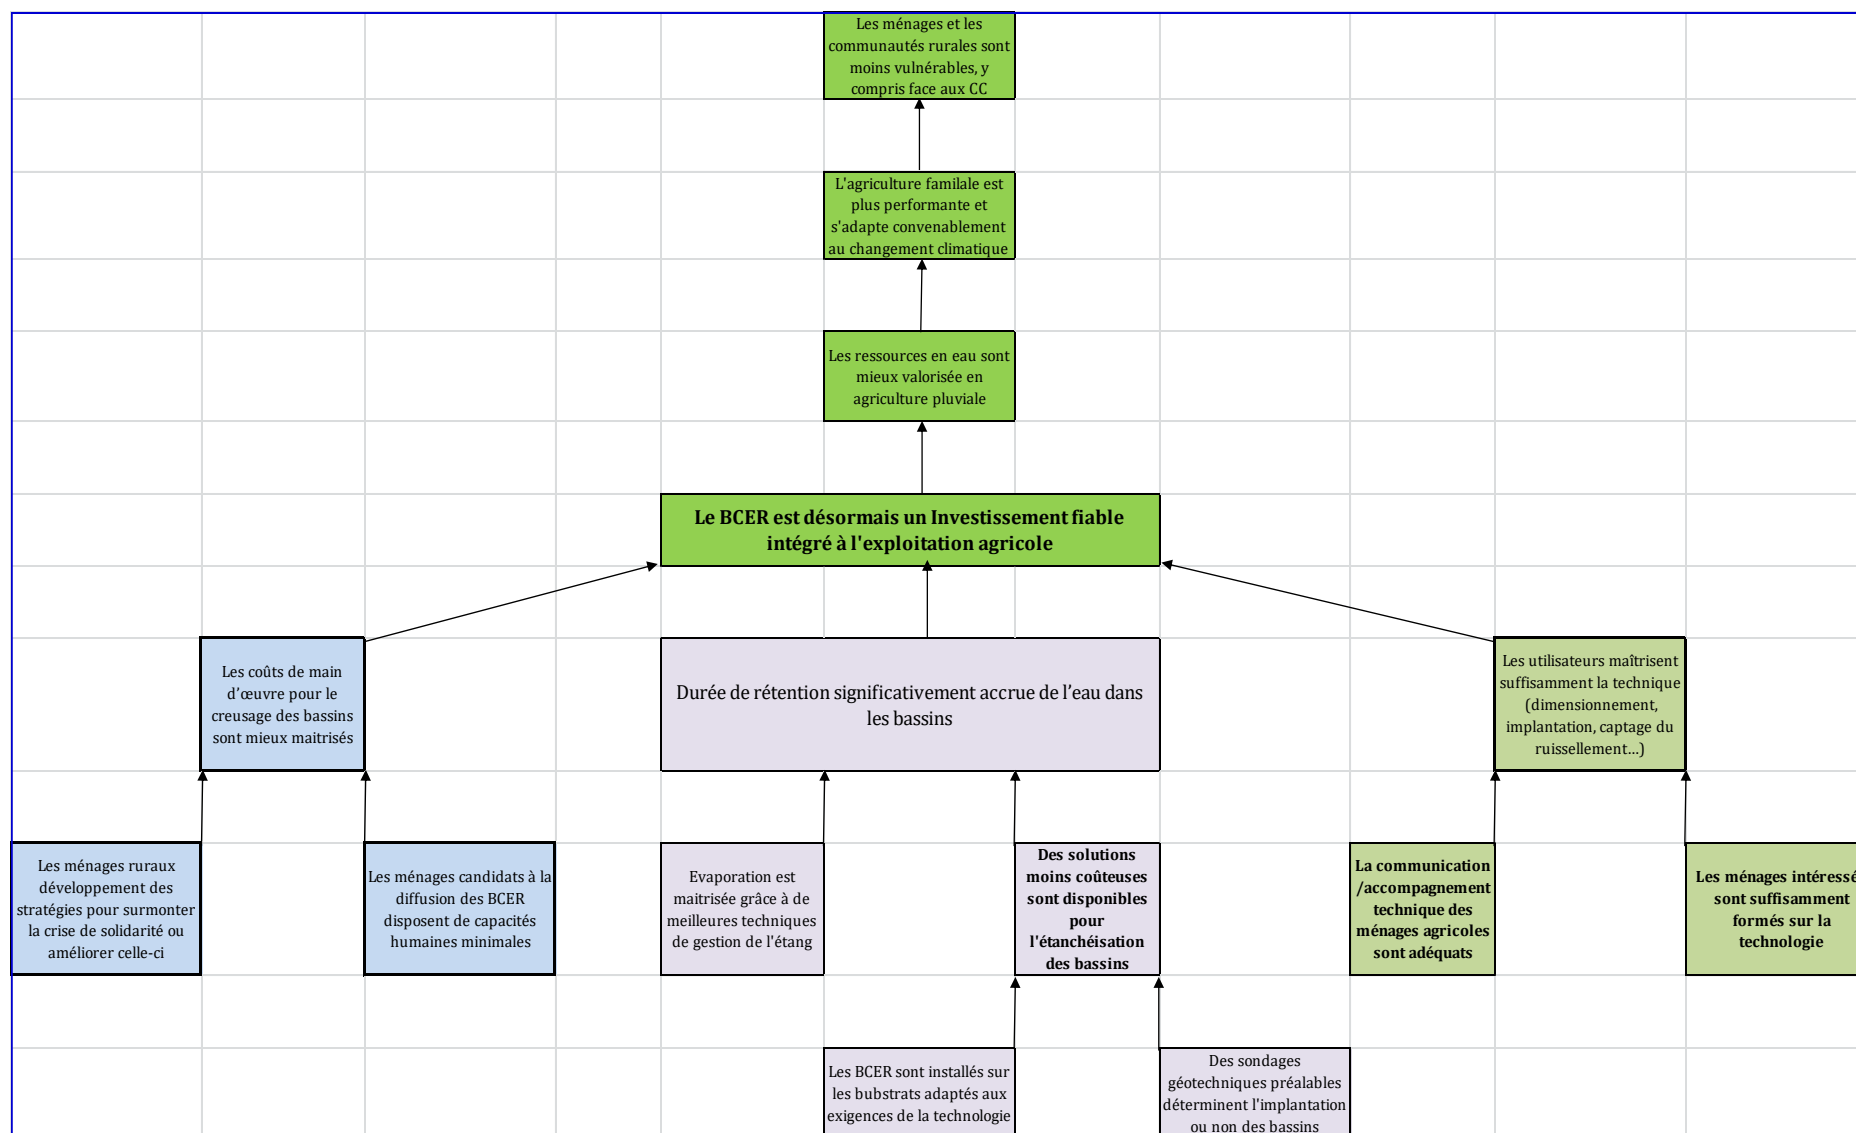 Les ménages et les
communautés rurales sont
moins vulnérables, y
compris face aux CC
L'agriculture familale est
plus performante et
s'adapte convenablement
au changement climatique
Les ressources en eau sont
mieux valorisée en
agriculture pluviale
Le BCER est désormais un Investissement fiable
intégré à l'exploitation agricole
Les coûts de main
d’œuvre pour le
creusage des bassins
sont mieux maitrisés
Durée de rétention significativement accrue de l’eau dans
les bassins
Les utilisateurs maîtrisent
suffisamment la technique
(dimensionnement,
implantation, captage du
ruissellement…)
Les ménages ruraux
développement des
stratégies pour surmonter
la crise de solidarité ou
améliorer celle-ci
Les ménages candidats à la
diffusion des BCER
disposent de capacités
humaines minimales
Evaporation est
maitrisée grâce à de
meilleures techniques
de gestion de l'étang
Des solutions
moins coûteuses
sont disponibles
pour
l'étanchéisation
des bassins
La communication
/accompagnement
technique des
ménages agricoles
sont adéquats
Les ménages intéressé
sont suffisamment
formés sur la
technologie
Les BCER sont installés sur
les bubstrats adaptés aux
exigences de la technologie
Des sondages
géotechniques préalables
déterminent l'implantation
ou non des bassins